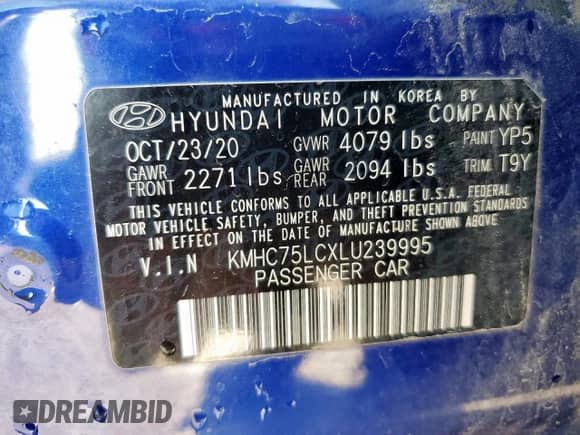 MANUFACTURED IN KOREA BY
HYUNDAI MOTOR COMPANY
OCT/23/20 GVWR 4079 lbs PAINT YP5
GAWR FRONT 2271 lbs GAWR REAR 2094 lbs TRIM T9Y
THIS VEHICLE CONFORMS TO ALL APPLICABLE U.S.A. FEDERAL
MOTOR VEHICLE SAFETY, BUMPER, AND THEFT PREVENTION STANDARDS
IN EFFECT ON THE DATE OF MANUFACTURE SHOWN ABOVE.
V.I.N KMHC75LCXLU239995
PASSENGER CAR
DREAMBID